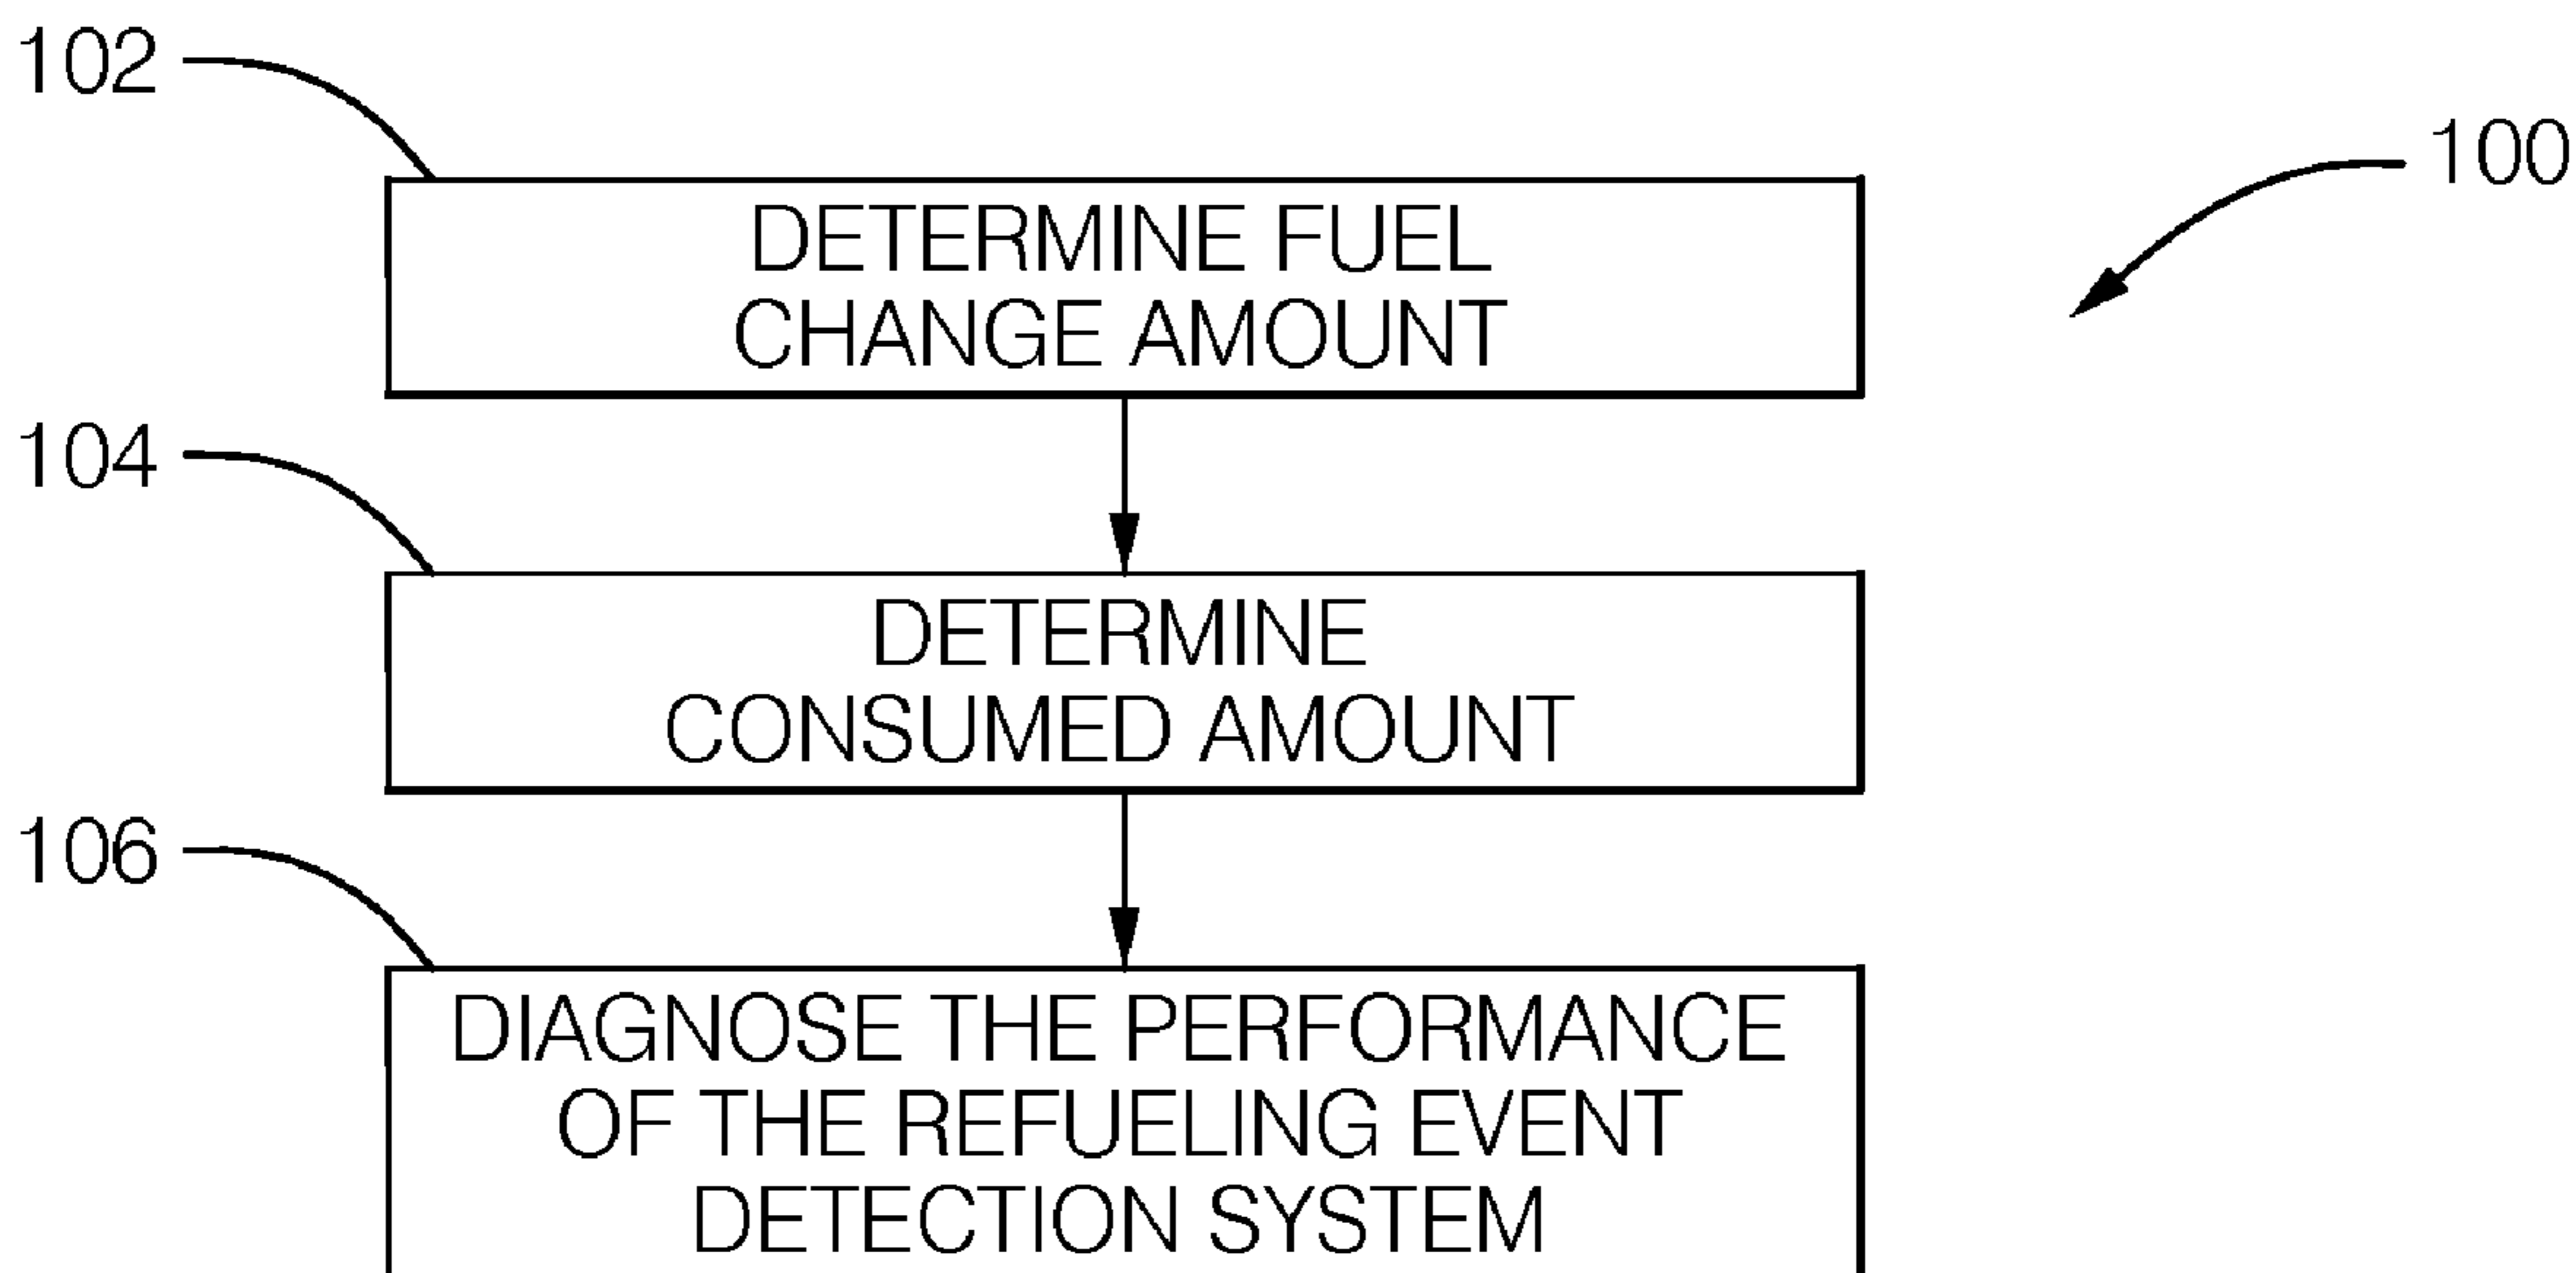 102
100
DETERMINE FUEL
CHANGE AMOUNT
104
DETERMINE
CONSUMED AMOUNT
106
DIAGNOSE THE PERFORMANCE
OF THE REFUELING EVENT
DETECTION SYSTEM